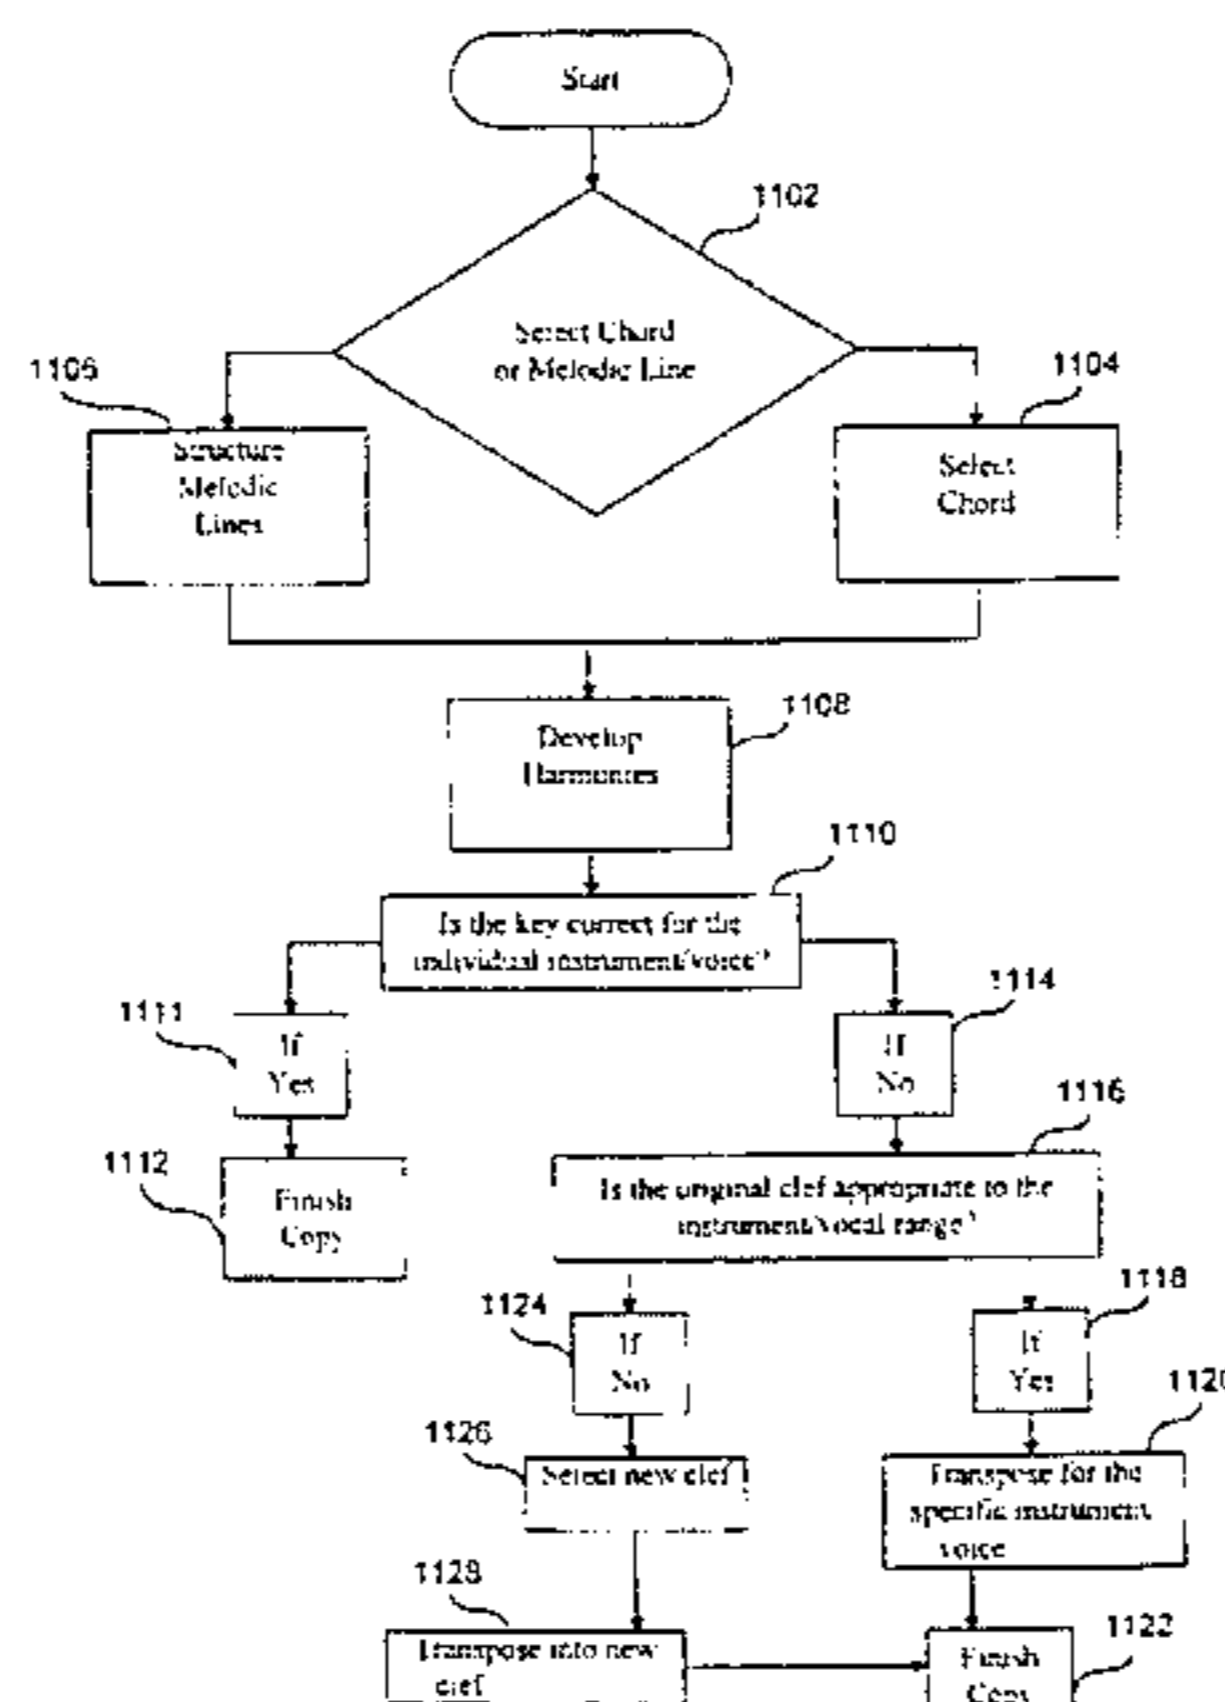 Start
1102
Select Chord
or Melodic Line
1106
1104
Structure
Melodic
Lines
Select
Chord
1108
Develop
Harmonies
1110
Is the key correct for the
individual instrument/voice?
1114
1111
If
Yes
If
No
1116
1112
Finish
Copy
Is the original clef appropriate to the
instrument/vocal range?
1118
1124
If
No
If
Yes
1120
1126
Select new clef
Transpose for the
specific instrument
voice
1128
1122
Transpose into new
clef
Finish
Copy